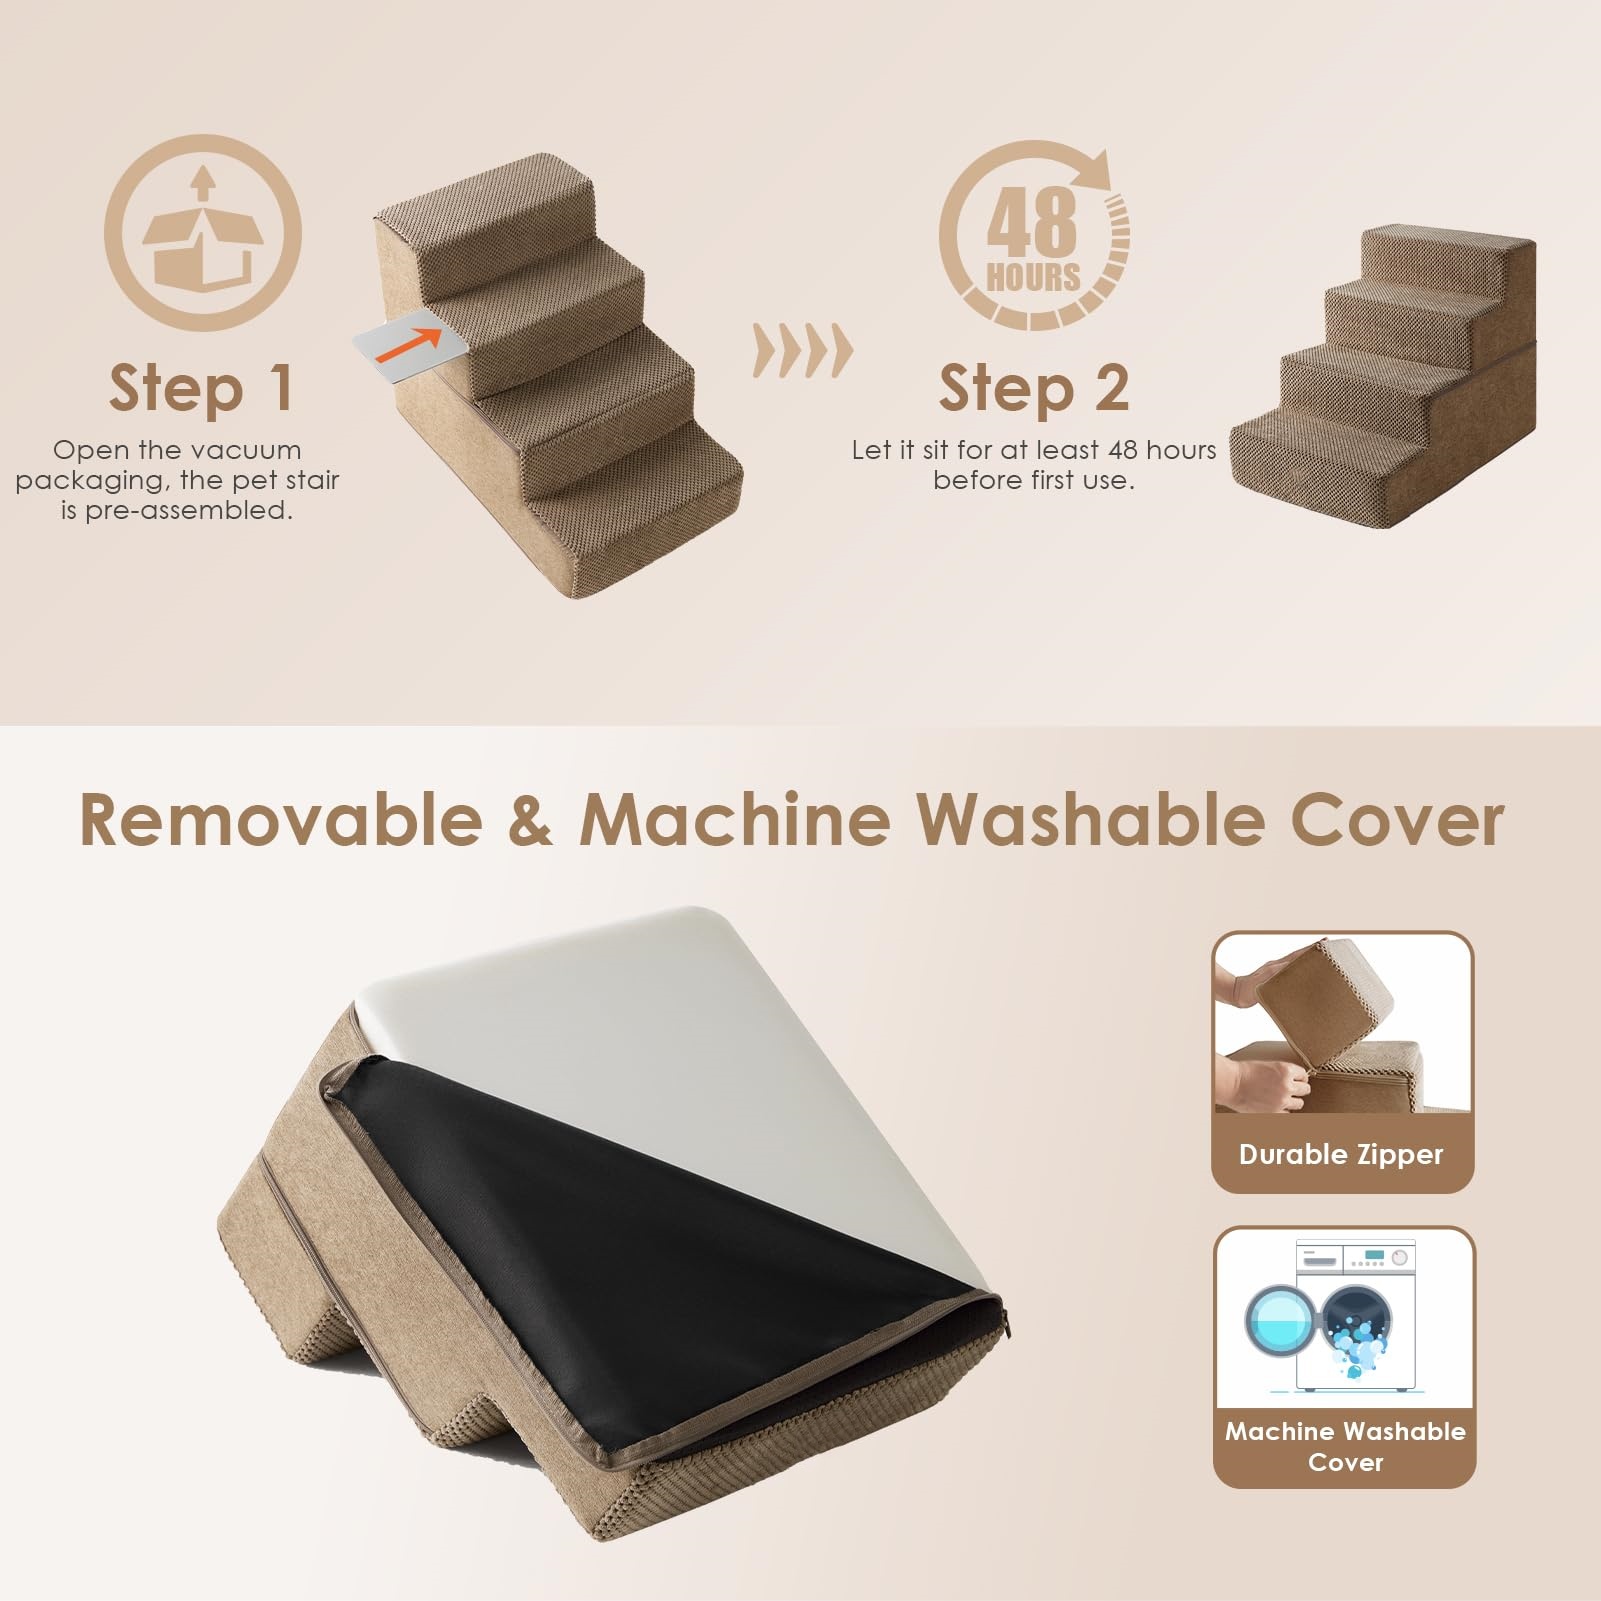 48
HOURS
Step 1
Open the vacuum
packaging, the pet stair
is pre-assembled.
Step 2
Let it sit for at least 48 hours
before first use.
Removable & Machine Washable Cover
Durable Zipper
Machine Washable
Cover